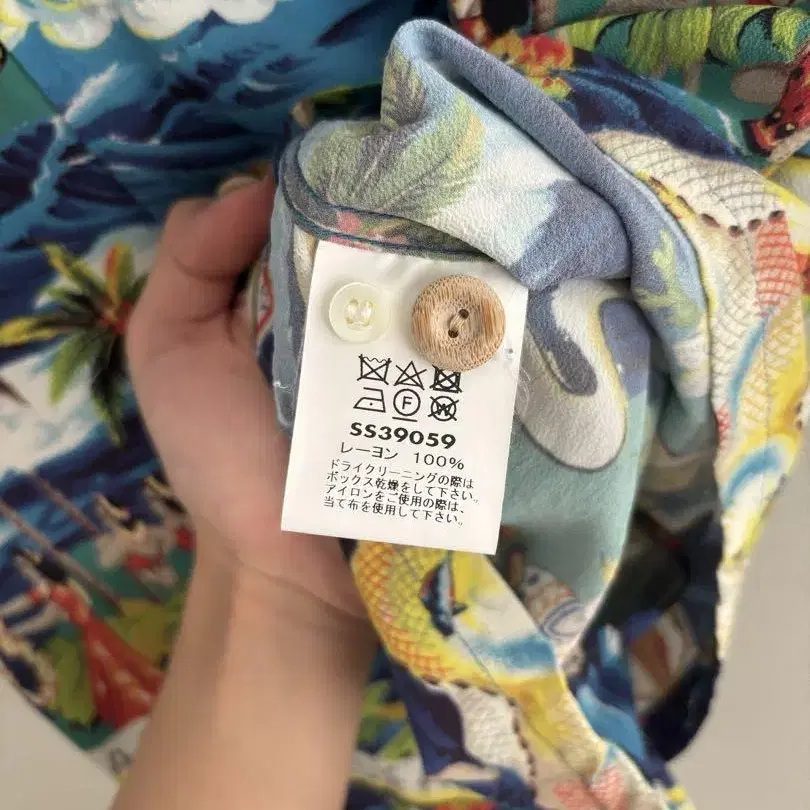 F
W
SS39059
レーヨン 100%
ドライクリーニングの際は
ボックス乾燥をして下さい。
アイロンをご使用の際は、
当て布を使用して下さい。